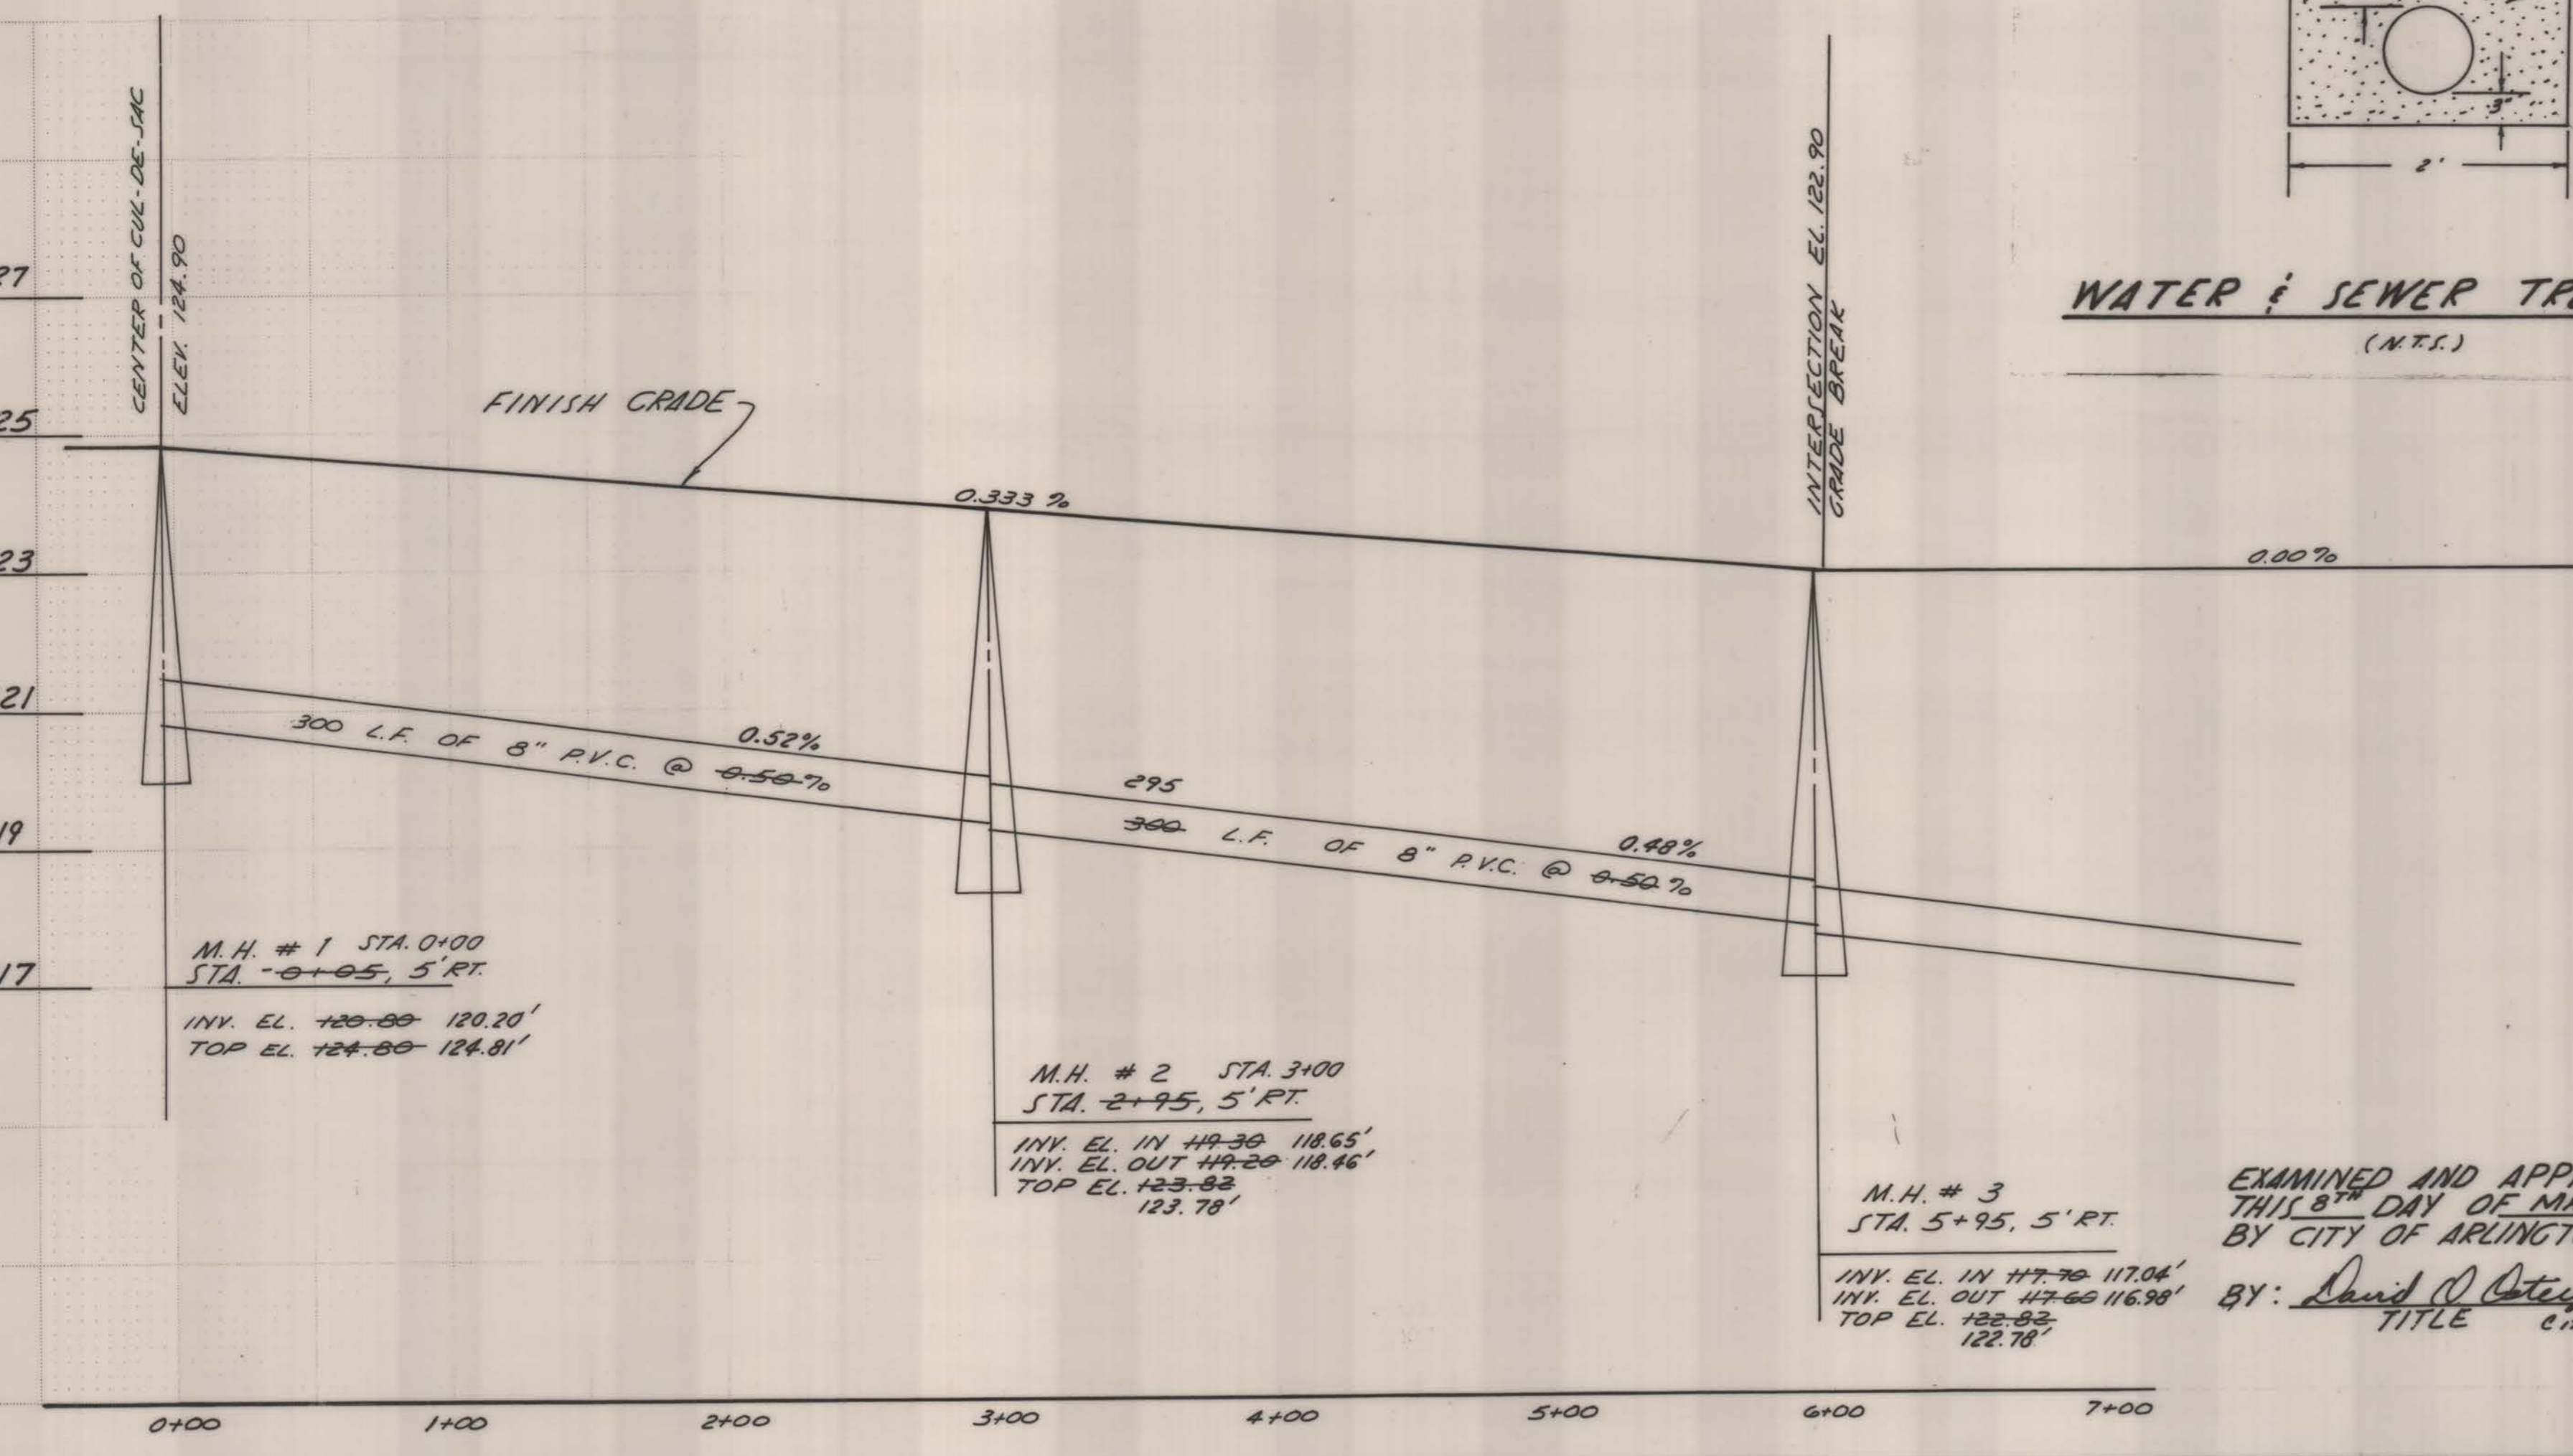 CENTER OF CUL-DE-SAC
ELEV. 124.90
INTERSECTION EL. 122.90
GRADE BREAK
3"
2'
WATER & SEWER
(N.T.S.)
27
25
23
21
19
17
FINISH GRADE
0.333 %
0.00%
0.52%
300 L.F. OF 8" P.V.C. @ 0.50%
295
0.48%
300 L.F. OF 8" P.V.C. @ 0.50%
M.H. # 1 STA. 0+00
STA. -0+05, 5' RT.
INV. EL. 120.80 120.20'
TOP EL. 124.80 124.81'
M.H. # 2 STA. 3+00
STA. 2+95, 5' RT.
INV. EL. IN 119.30 118.65'
INV. EL. OUT 119.20 118.46'
TOP EL. 123.82
123.78'
M.H. # 3
STA. 5+95, 5' RT.
INV. EL. IN 117.70 117.04'
INV. EL. OUT 117.60 116.98'
TOP EL. 122.82
122.78'
EXAMINED AND
THIS 8TH DAY OF
BY CITY OF
BY: David O
TITLE
0+00 1+00 2+00 3+00 4+00 5+00 6+00 7+00